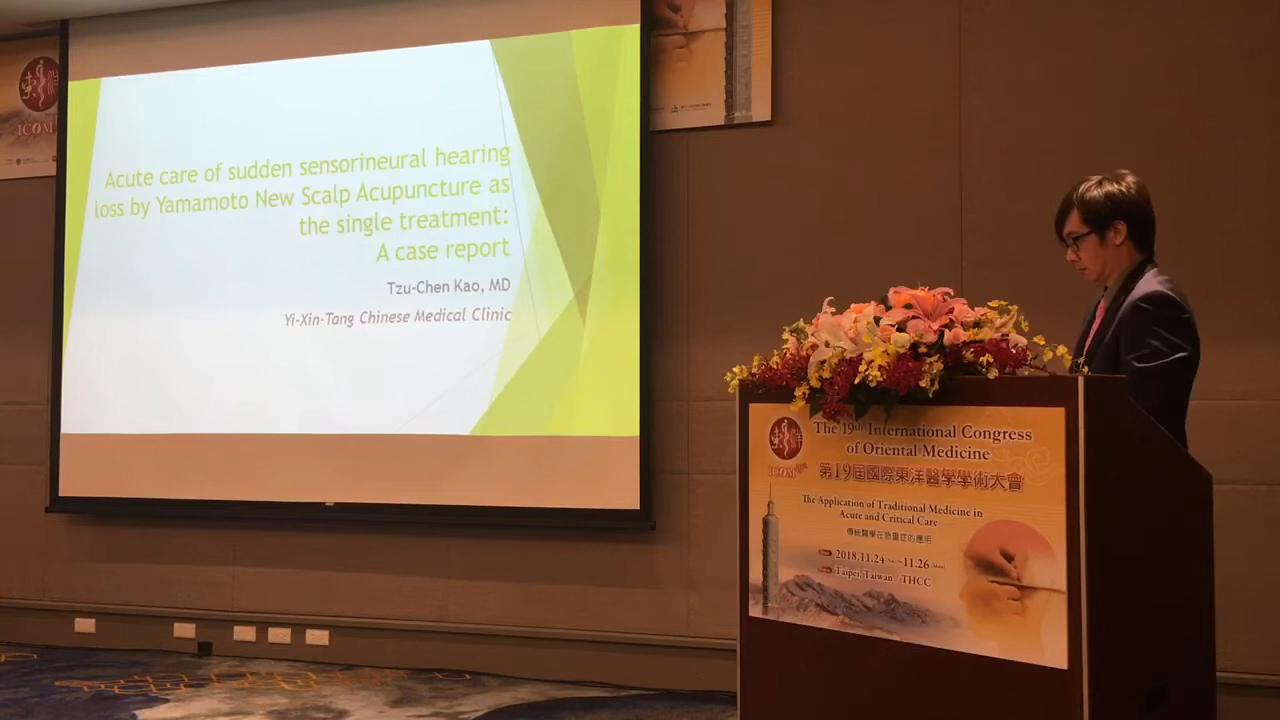 Acute care of sudden sensorineural hearing
loss by Yamamoto New Scalp Acupuncture as
the single treatment:
A case report
Tzu-Chen Kao, MD
Yi-Xin-Tang Chinese Medical Clinic
ICOM
The 19th International Congress
of Oriental Medicine
ICOM
第19屆國際東洋醫學學術大會
The Application of Traditional Medicine in
Acute and Critical Care
傳統醫學在急重症的應用
2018.11.24 11.26
Taipei, Taiwan / THCC